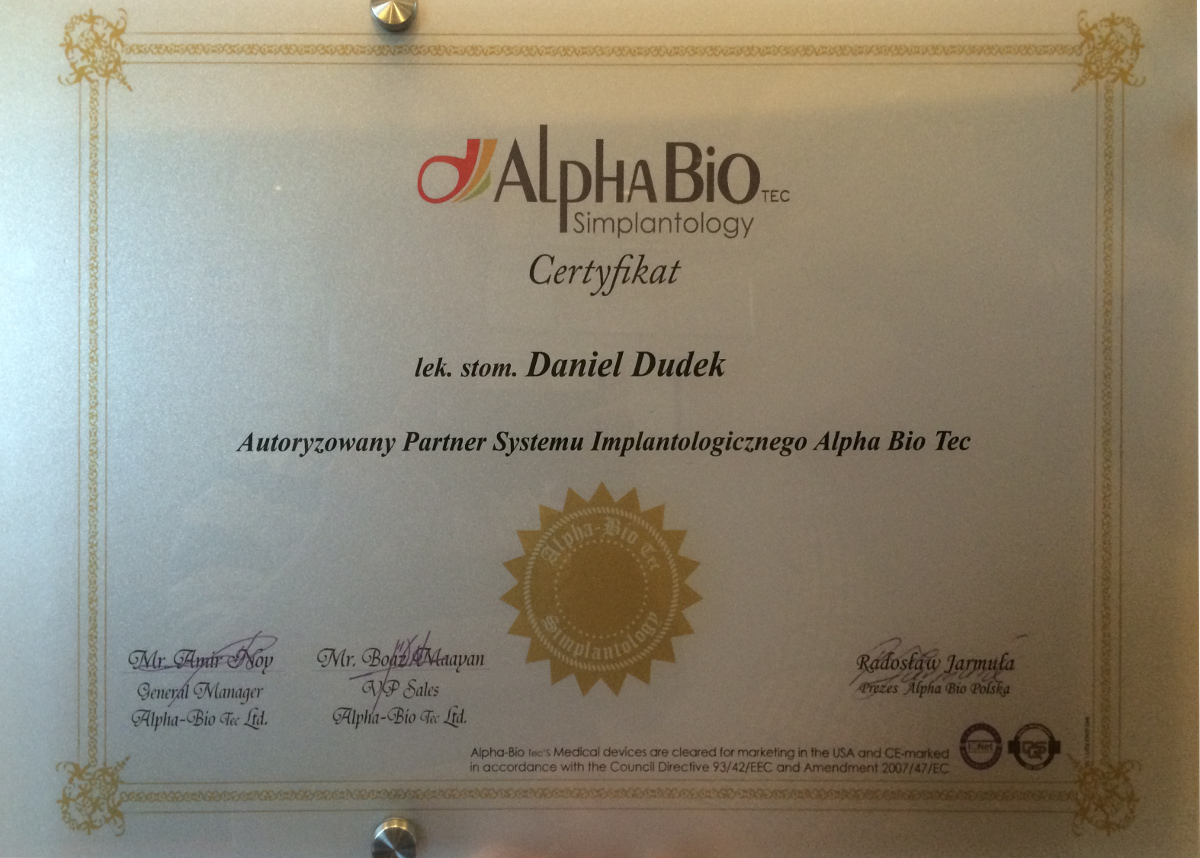 AlpHABiO TEC
Simplantology
Certyfikat
lek. stom. Daniel Dudek
Autoryzowany Partner Systemu Implantologicznego Alpha Bio Tec
Alpha-Bio Tec
Simplantology
Mr. Amir Noy
General Manager
Alpha-Bio Tec Ltd.
Mr. Boaz Maayan
VP Sales
Alpha-Bio Tec Ltd.
Radosław Jarmuła
Prezes Alpha Bio Polska
Alpha-Bio Tec's Medical devices are cleared for marketing in the USA and CE-marked
in accordance with the Council Directive 93/42/EEC and Amendment 2007/47/EC